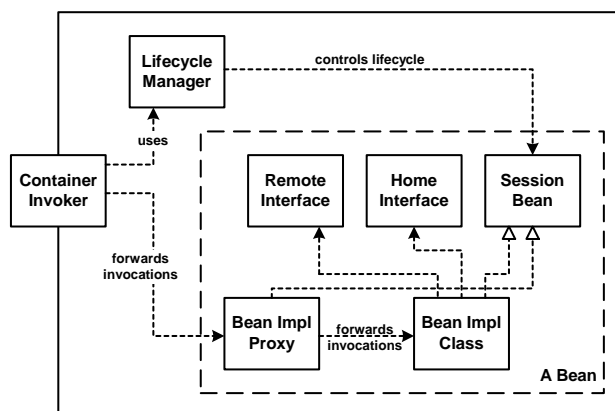 Lifecycle
Manager
controls lifecycle
uses
Container
Invoker
Remote
Interface
Home
Interface
Session
Bean
forwards
invocations
Bean Impl
Proxy
forwards
invocations
Bean Impl
Class
A Bean